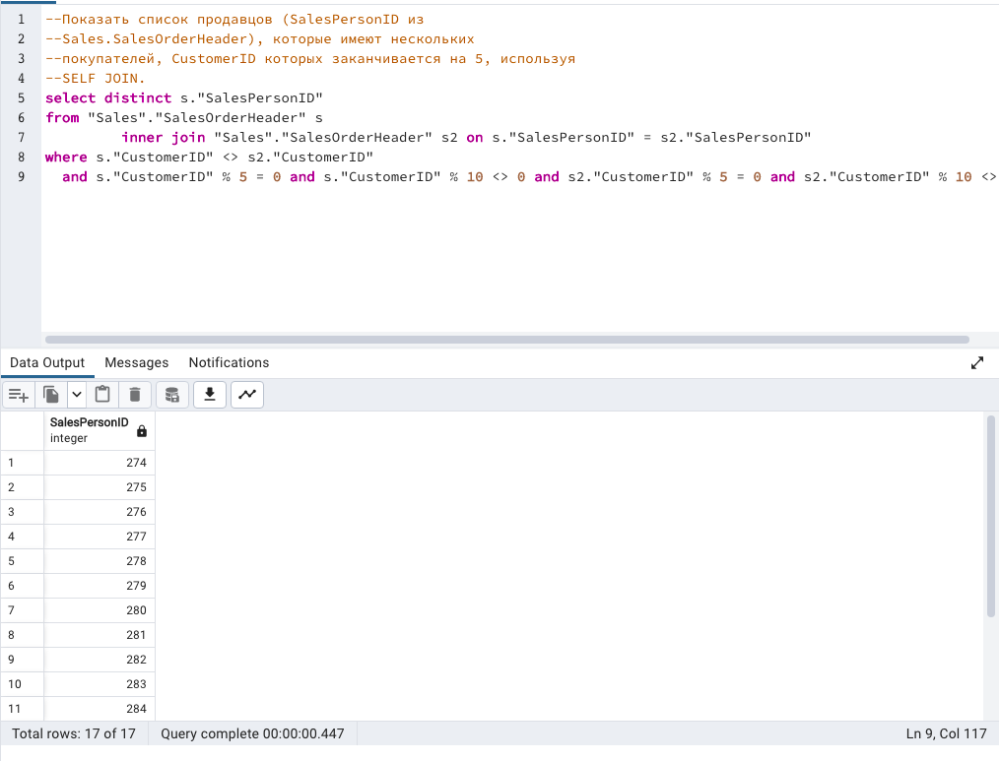 1 --Показать список продавцов (SalesPersonID из
2 --Sales.SalesOrderHeader), которые имеют нескольких
3 --покупателей, CustomerID которых заканчивается на 5, используя
4 --SELF JOIN.
5 select distinct s."SalesPersonID"
6 from "Sales"."SalesOrderHeader" s
7 inner join "Sales"."SalesOrderHeader" s2 on s."SalesPersonID" = s2."SalesPersonID"
8 where s."CustomerID" <> s2."CustomerID"
9 and s."CustomerID" % 5 = 0 and s."CustomerID" % 10 <> 0 and s2."CustomerID" % 5 = 0 and s2."CustomerID" % 10 <>
Data Output Messages Notifications
SalesPersonID
integer
1 274
2 275
3 276
4 277
5 278
6 279
7 280
8 281
9 282
10 283
11 284
Total rows: 17 of 17 Query complete 00:00:00.447 Ln 9, Col 117